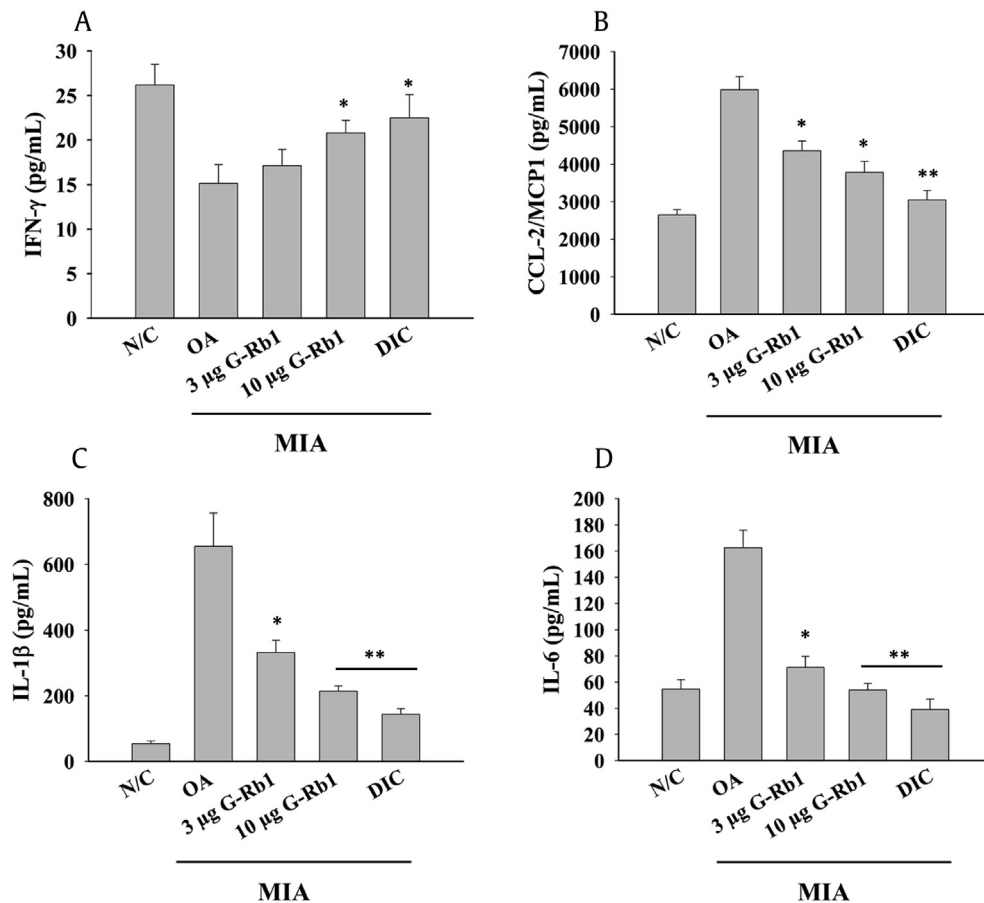 A
IFN-γ (pg/mL)
30
25
20
15
10
5
0
*
*
N/C
OA
3 µg G-Rb1
10 µg G-Rb1
DIC
MIA
B
CCL-2/MCP1 (pg/mL)
7000
6000
5000
4000
3000
2000
1000
0
*
*
**
N/C
OA
3 µg G-Rb1
10 µg G-Rb1
DIC
MIA
C
IL-1β (pg/mL)
800
600
400
200
0
*
**
N/C
OA
3 µg G-Rb1
10 µg G-Rb1
DIC
MIA
D
IL-6 (pg/mL)
200
180
160
140
120
100
80
60
40
20
0
*
**
N/C
OA
3 µg G-Rb1
10 µg G-Rb1
DIC
MIA